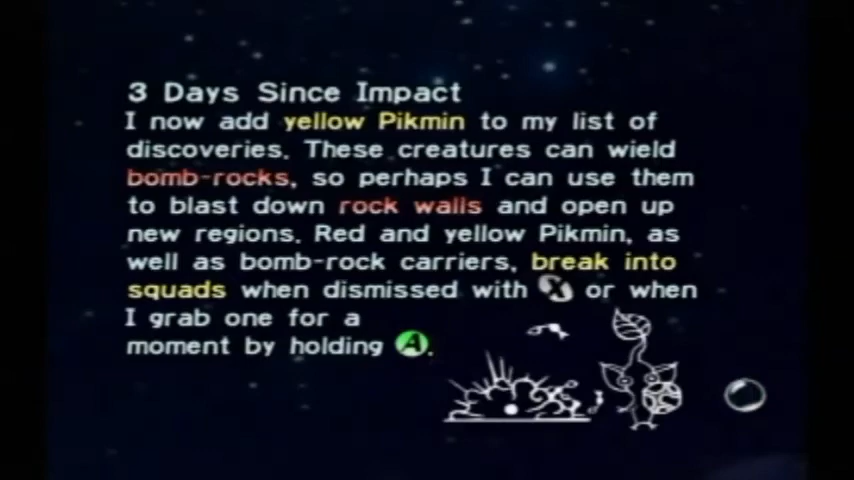 3 Days Since Impact
I now add yellow Pikmin to my list of
discoveries. These creatures can wield
bomb-rocks, so perhaps I can use them
to blast down rock walls and open up
new regions. Red and yellow Pikmin, as
well as bomb-rock carriers, break into
squads when dismissed with X or when
I grab one for a
moment by holding A.